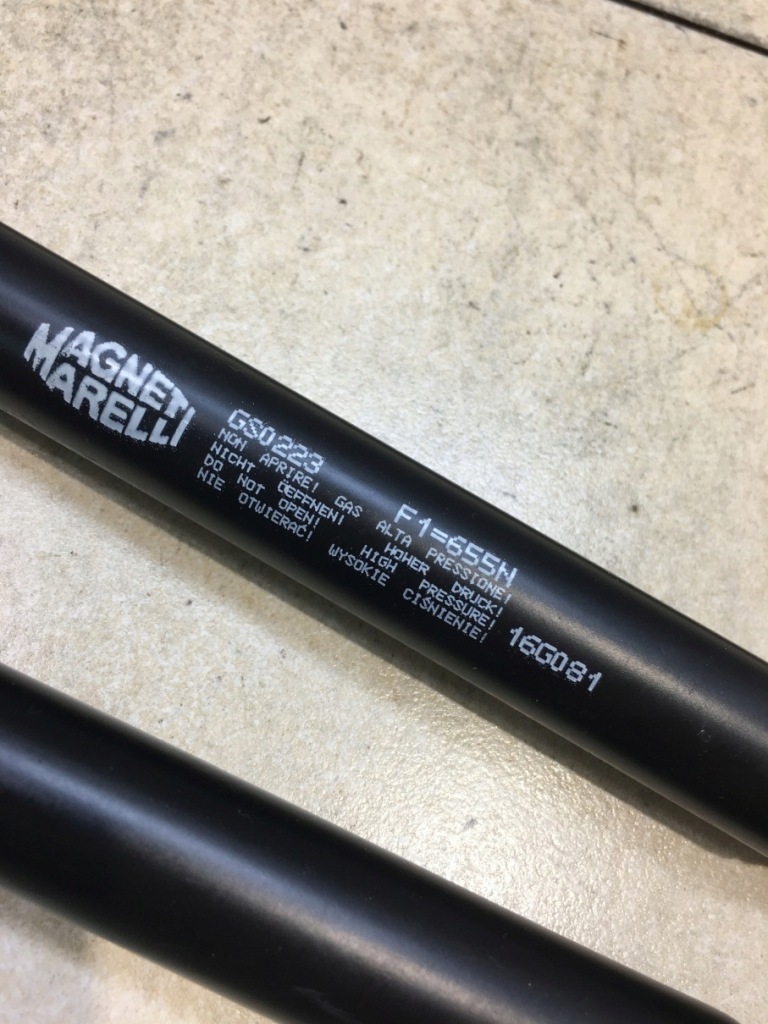 MAGNETI
MARELLI
GS0223 F1=655N
NON APRIRE! GAS ALTA PRESSIONE!
NICHT ÖEFFNEN! HOHER DRUCK!
DO NOT OPEN! HIGH PRESSURE!
NIE OTWIERAĆ! WYSOKIE CIŚNIENIE!
16G081